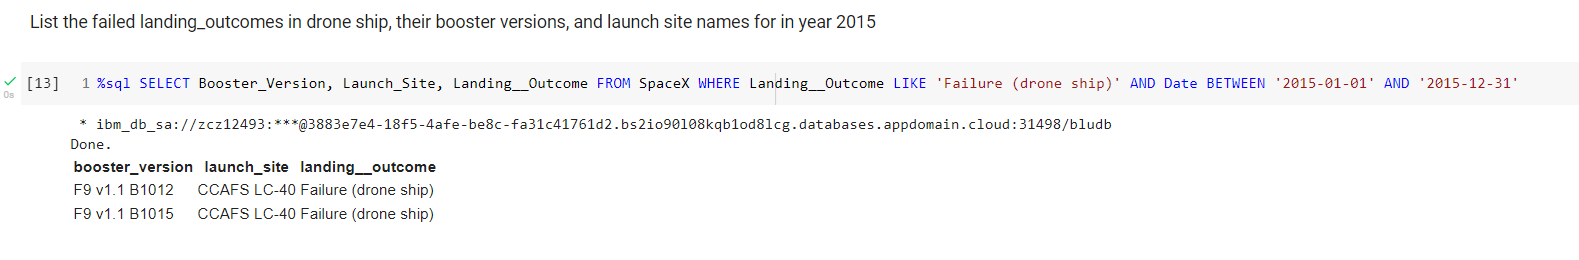 List the failed landing_outcomes in drone ship, their booster versions, and launch site names for in year 2015
[13] 1 %sql SELECT Booster_Version, Launch_Site, Landing__Outcome FROM SpaceX WHERE Landing__Outcome LIKE 'Failure (drone ship)' AND Date BETWEEN '2015-01-01' AND '2015-12-31'
0s
* ibm_db_sa://zcz12493:***@3883e7e4-18f5-4afe-be8c-fa31c41761d2.bs2io90l08kqb1od8lcg.databases.appdomain.cloud:31498/bludb
Done.
booster_version launch_site landing__outcome
F9 v1.1 B1012 CCAFS LC-40 Failure (drone ship)
F9 v1.1 B1015 CCAFS LC-40 Failure (drone ship)